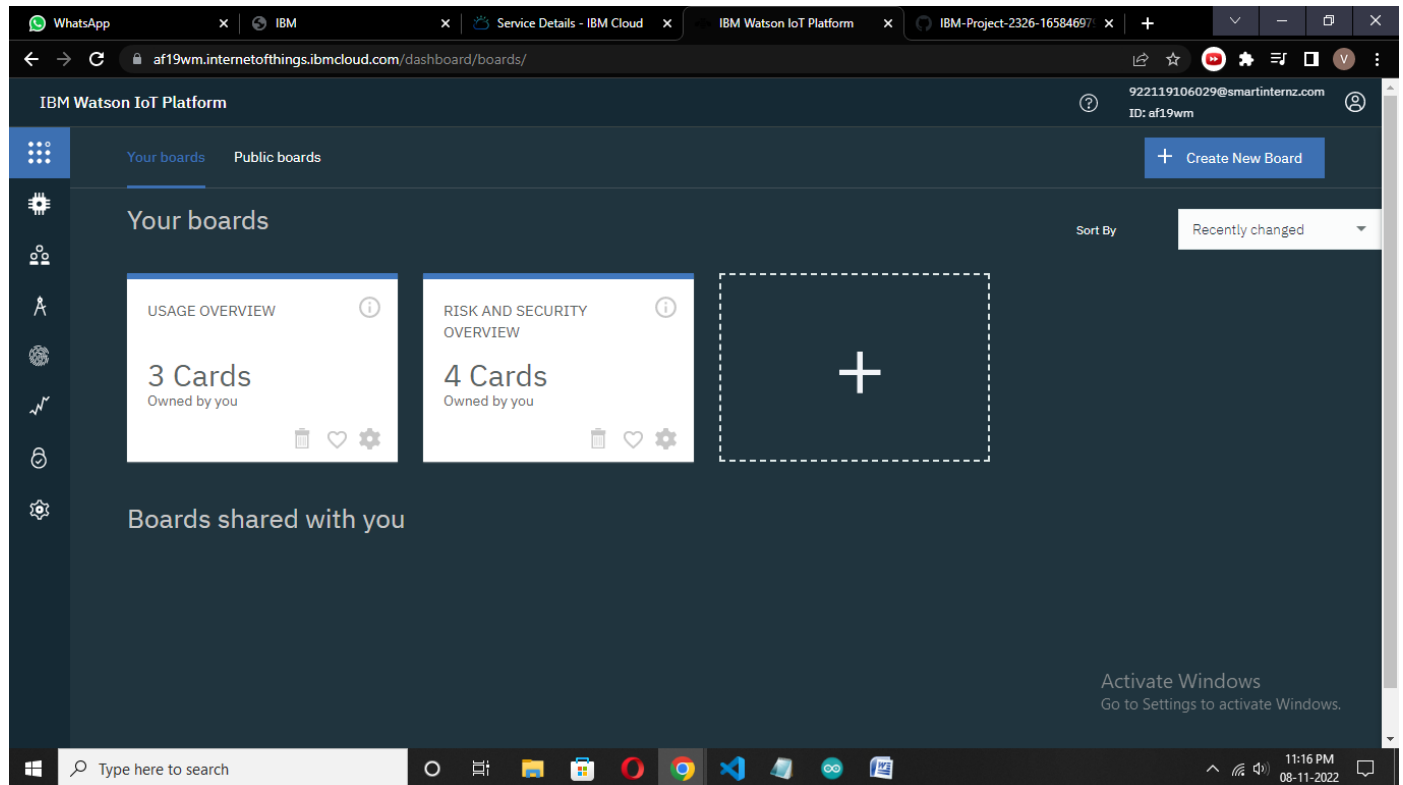 WhatsApp
IBM
Service Details - IBM Cloud
IBM Watson IoT Platform
IBM-Project-2326-16584697
af19wm.internetofthings.ibmcloud.com/dashboard/boards/
V
IBM Watson IoT Platform
922119106029@smartinternz.com
ID: af19wm
Your boards
Public boards
+ Create New Board
Your boards
Sort By
Recently changed
USAGE OVERVIEW
3 Cards
Owned by you
RISK AND SECURITY
OVERVIEW
4 Cards
Owned by you
Boards shared with you
Activate Windows
Go to Settings to activate Windows.
Type here to search
11:16 PM
08-11-2022